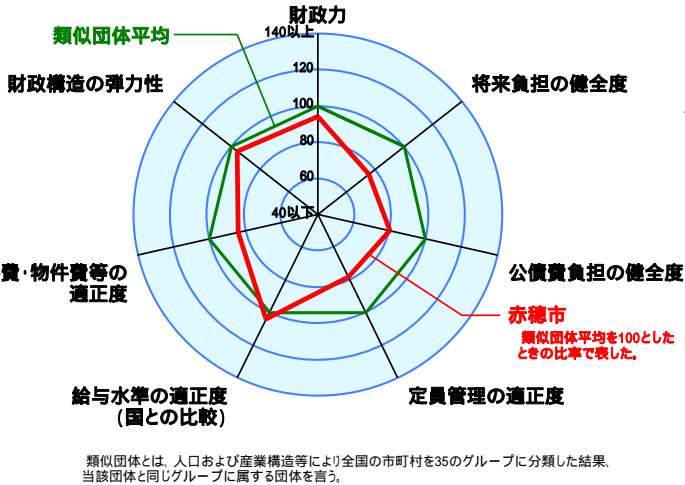 財政力
140以上
類似団体平均
120
財政構造の弾力性
将来負担の健全度
100
80
60
40以下
費・物件費等の
適正度
公債費負担の健全度
赤穂市
類似団体平均を100とした
ときの比率で表した。
給与水準の適正度
(国との比較)
定員管理の適正度
類似団体とは、人口および産業構造等により全国の市町村を35のグループに分類した結果、
当該団体と同じグループに属する団体を言う。